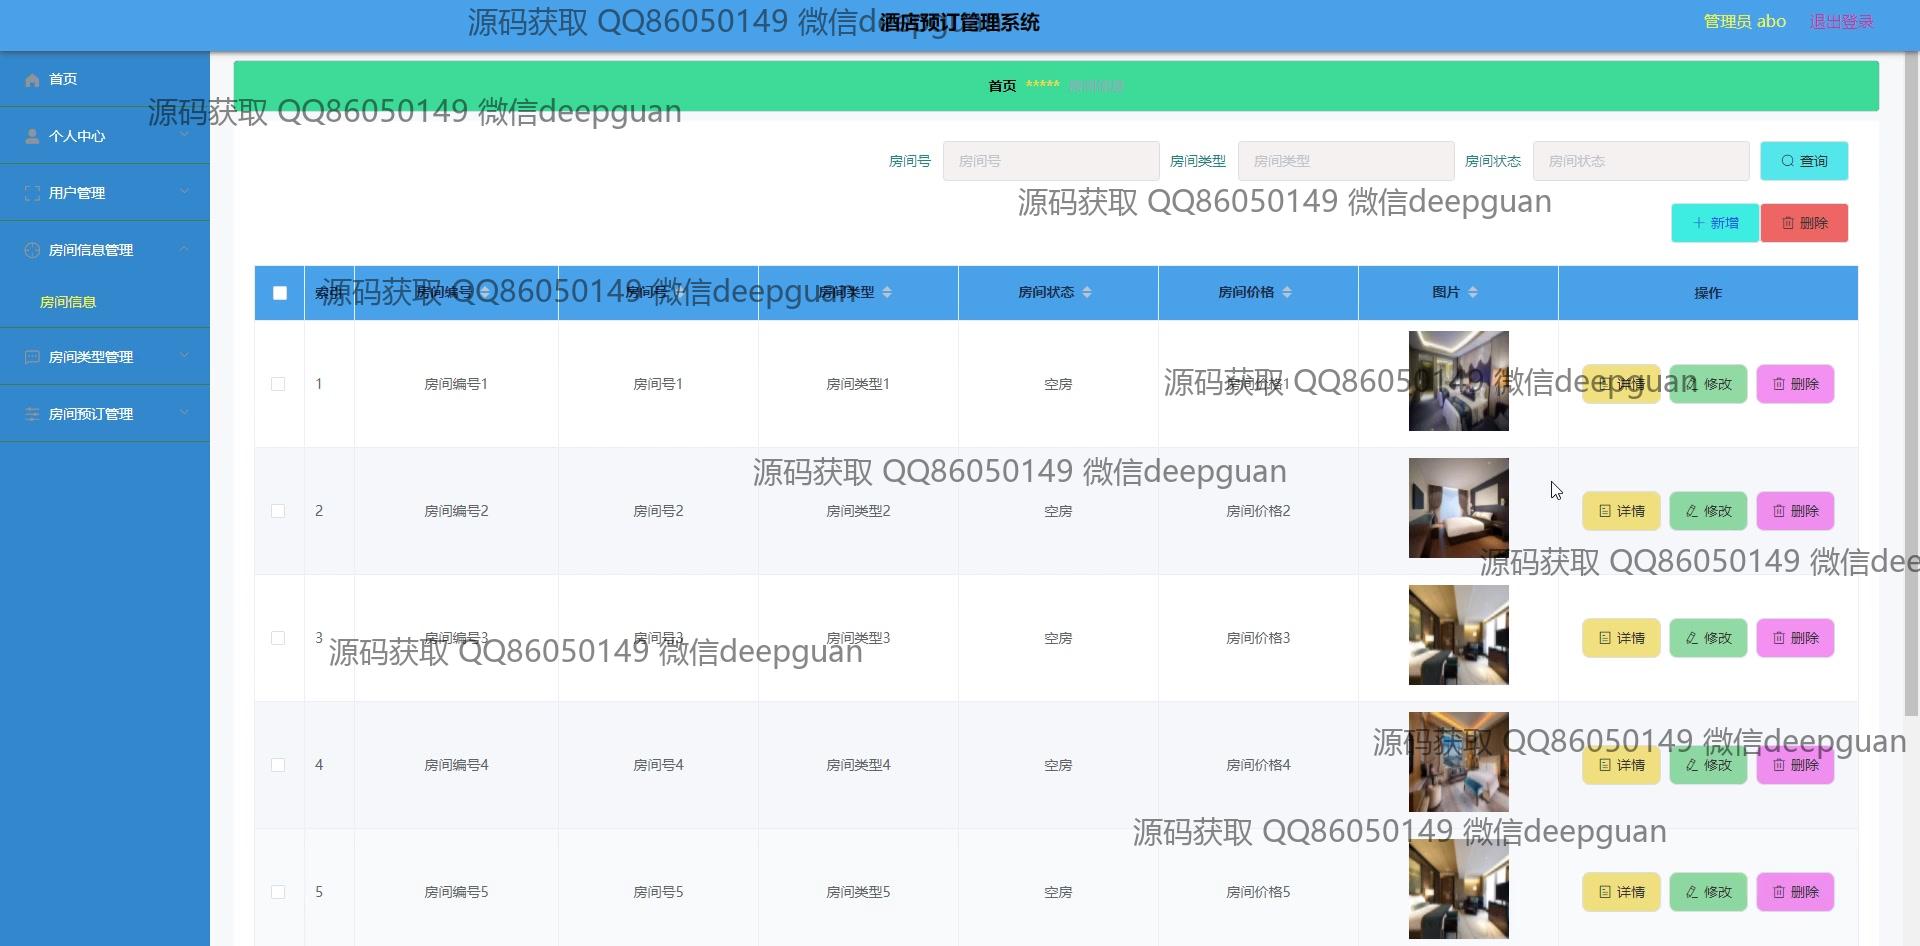 酒店预订管理系统
管理员 abo 退出登录
源码获取 QQ86050149 微信deepguan
首页
个人中心
用户管理
房间信息管理
房间信息
房间类型管理
房间预订管理
首页 ***** 房间信息
源码获取 QQ86050149 微信deepguan
房间号 房间号 房间类型 房间类型 房间状态 房间状态 查询
源码获取 QQ86050149 微信deepguan
新增 删除
索引 房间编号 房间号 房间类型 房间状态 房间价格 图片 操作
源码获取 QQ86050149 微信deepguan
1 房间编号1 房间号1 房间类型1 空房 房间价格1 详情 修改 删除
源码获取 QQ86050149 微信deepguan
源码获取 QQ86050149 微信deepguan
2 房间编号2 房间号2 房间类型2 空房 房间价格2 详情 修改 删除
源码获取 QQ86050149 微信dee
3 房间编号3 房间号3 房间类型3 空房 房间价格3 详情 修改 删除
源码获取 QQ86050149 微信deepguan
源码获取 QQ86050149 微信deepguan
4 房间编号4 房间号4 房间类型4 空房 房间价格4 详情 修改 删除
源码获取 QQ86050149 微信deepguan
5 房间编号5 房间号5 房间类型5 空房 房间价格5 详情 修改 删除